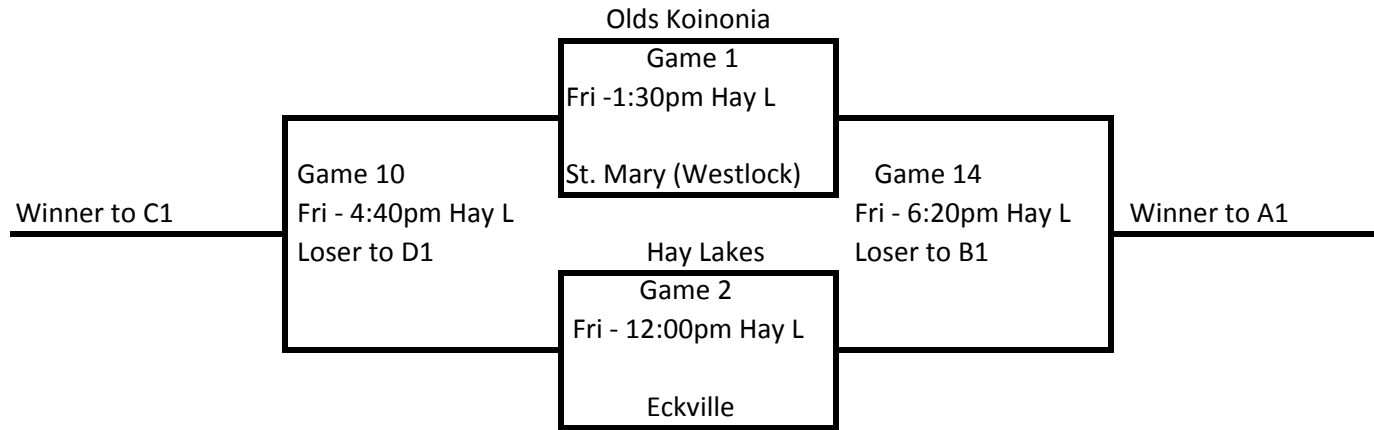 Olds Koinonia
Game 1
Fri -1:30pm Hay L
St. Mary (Westlock)
Game 10
Fri - 4:40pm Hay L
Loser to D1
Winner to C1
Game 14
Fri - 6:20pm Hay L
Loser to B1
Winner to A1
Hay Lakes
Game 2
Fri - 12:00pm Hay L
Eckville